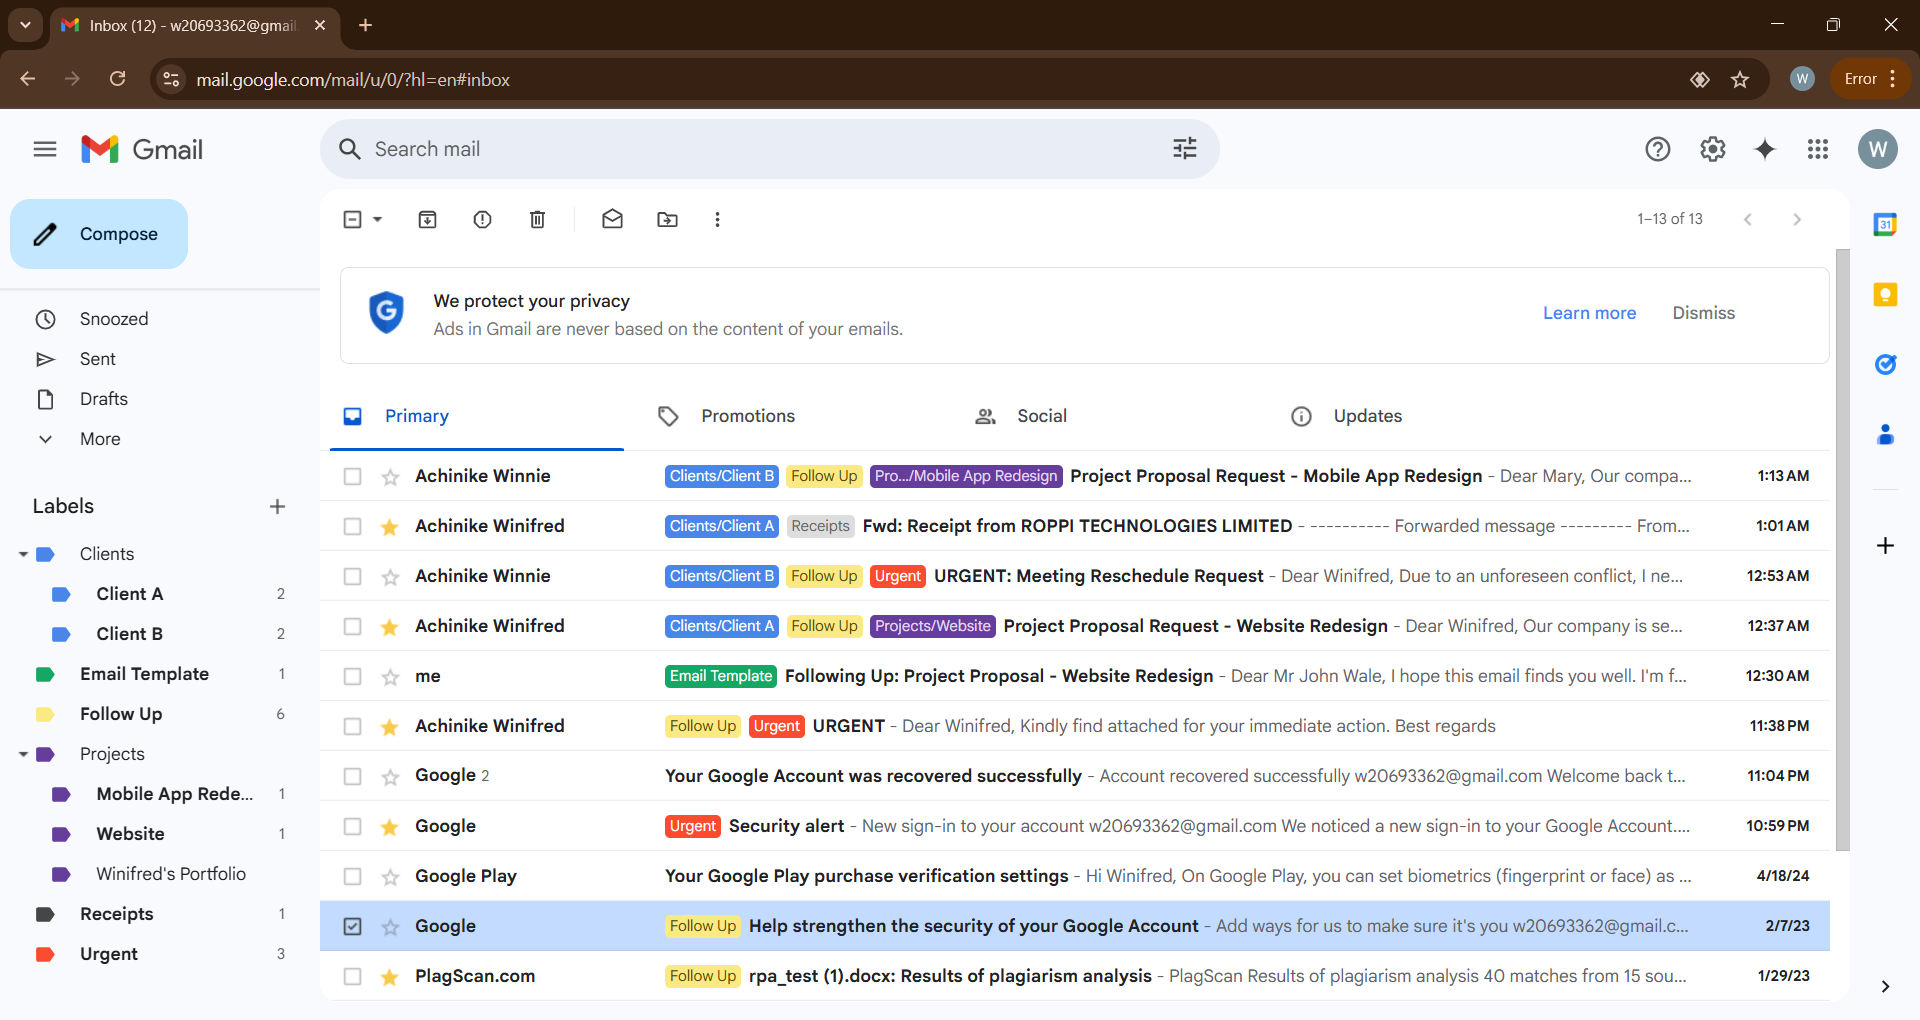 Inbox (12) - w20693362@gmail
mail.google.com/mail/u/0/?hl=en#inbox
W
Error
Gmail
Search mail
W
Compose
1–13 of 13
31
Snoozed
Sent
Drafts
More
G
We protect your privacy
Ads in Gmail are never based on the content of your emails.
Learn more
Dismiss
Primary
Promotions
Social
Updates
Labels
Clients
Client A 2
Client B 2
Email Template 1
Follow Up 6
Projects
Mobile App Rede... 1
Website 1
Winifred's Portfolio
Receipts 1
Urgent 3
Achinike Winnie Clients/Client B Follow Up Pro.../Mobile App Redesign Project Proposal Request - Mobile App Redesign - Dear Mary, Our compa... 1:13 AM
Achinike Winifred Clients/Client A Receipts Fwd: Receipt from ROPPI TECHNOLOGIES LIMITED - ---------- Forwarded message --------- From... 1:01 AM
Achinike Winnie Clients/Client B Follow Up Urgent URGENT: Meeting Reschedule Request - Dear Winifred, Due to an unforeseen conflict, I ne... 12:53 AM
Achinike Winifred Clients/Client A Follow Up Projects/Website Project Proposal Request - Website Redesign - Dear Winifred, Our company is se... 12:37 AM
me Email Template Following Up: Project Proposal - Website Redesign - Dear Mr John Wale, I hope this email finds you well. I'm f... 12:30 AM
Achinike Winifred Follow Up Urgent URGENT - Dear Winifred, Kindly find attached for your immediate action. Best regards 11:38 PM
Google 2 Your Google Account was recovered successfully - Account recovered successfully w20693362@gmail.com Welcome back t... 11:04 PM
Google Urgent Security alert - New sign-in to your account w20693362@gmail.com We noticed a new sign-in to your Google Account.... 10:59 PM
Google Play Your Google Play purchase verification settings - Hi Winifred, On Google Play, you can set biometrics (fingerprint or face) as ... 4/18/24
Google Follow Up Help strengthen the security of your Google Account - Add ways for us to make sure it's you w20693362@gmail.c... 2/7/23
PlagScan.com Follow Up rpa_test (1).docx: Results of plagiarism analysis - PlagScan Results of plagiarism analysis 40 matches from 15 sou... 1/29/23